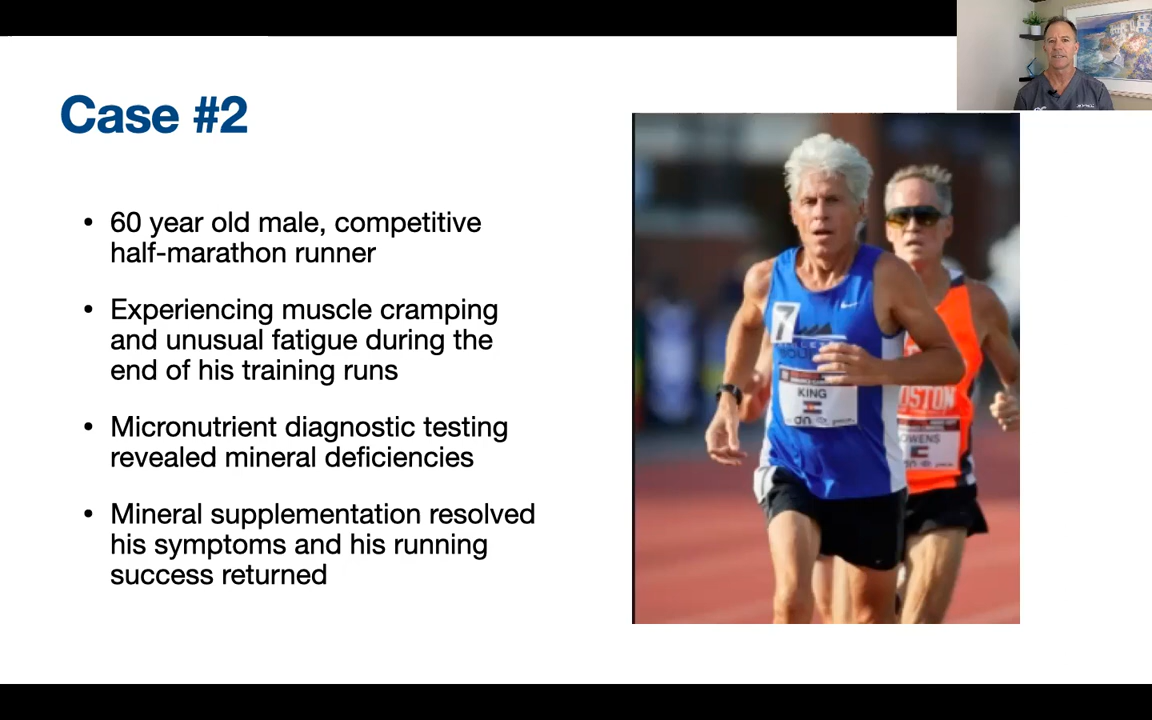 Case #2
• 60 year old male, competitive
half-marathon runner
• Experiencing muscle cramping
and unusual fatigue during the
end of his training runs
• Micronutrient diagnostic testing
revealed mineral deficiencies
• Mineral supplementation resolved
his symptoms and his running
success returned
7
KING
OWENS